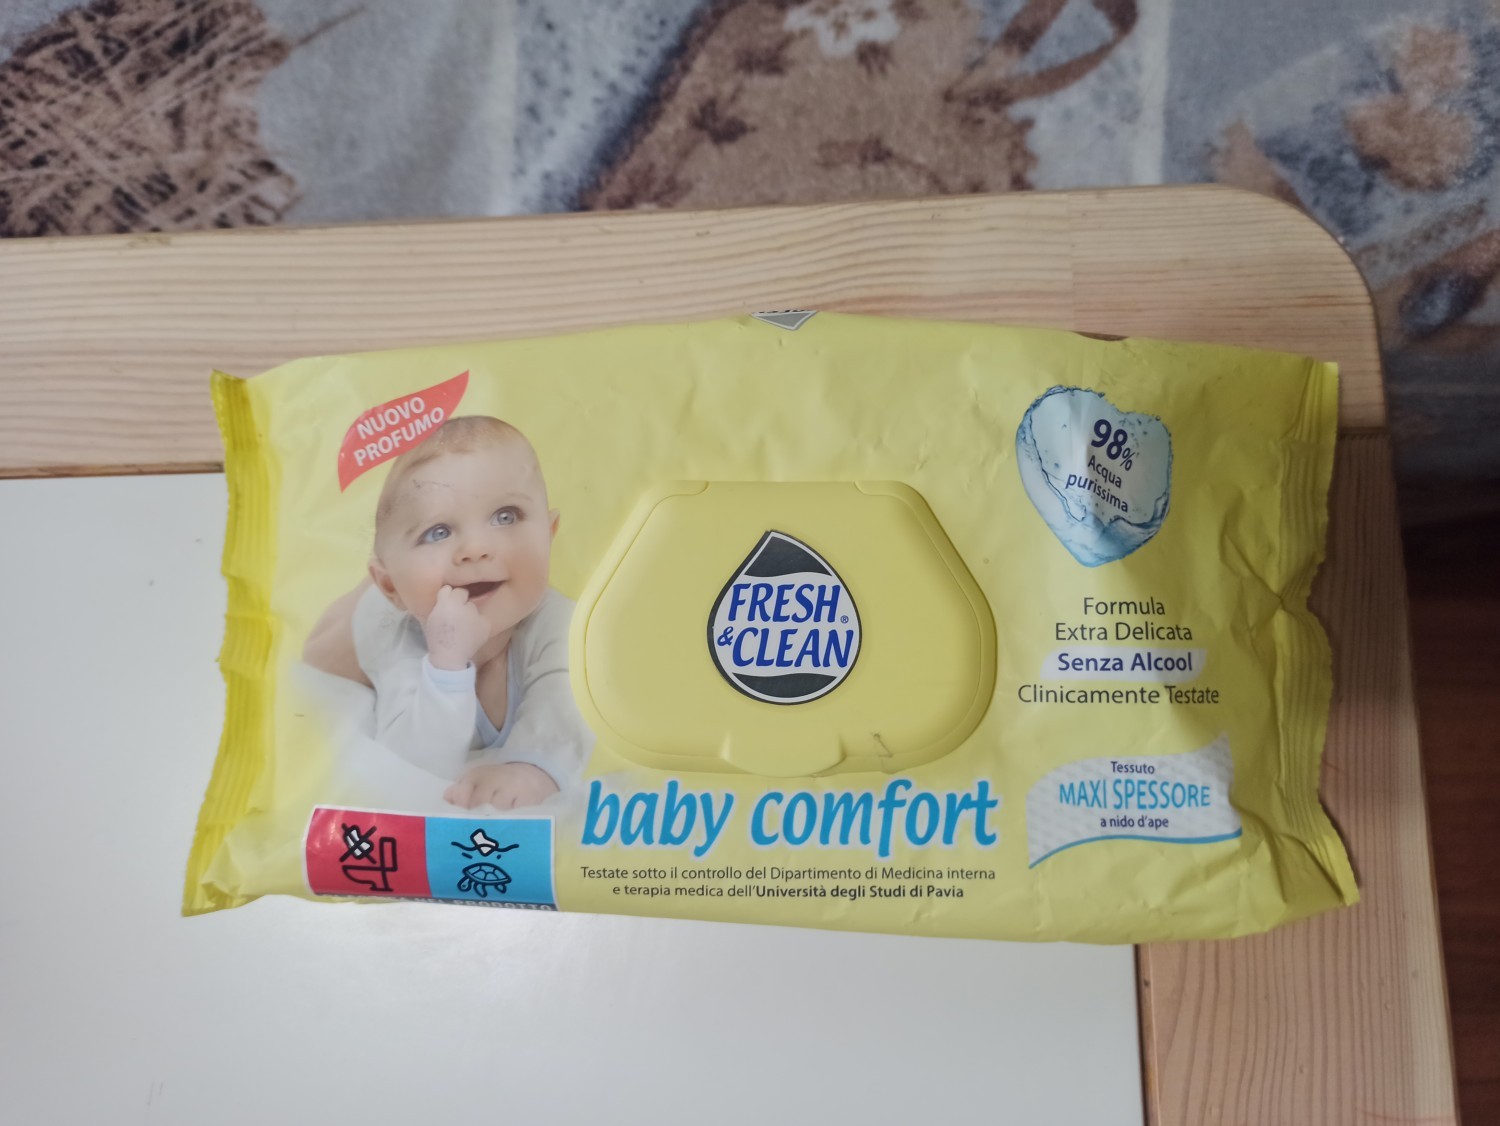 NUOVO
PROFUMO
98%
Acqua
purissima
FRESH®
&CLEAN
Formula
Extra Delicata
Senza Alcool
Clinicamente Testate
baby comfort
Testate sotto il controllo del Dipartimento di Medicina interna
e terapia medica dell'Università degli Studi di Pavia
Tessuto
MAXI SPESSORE
a nido d'ape
NEL PRODOTTO